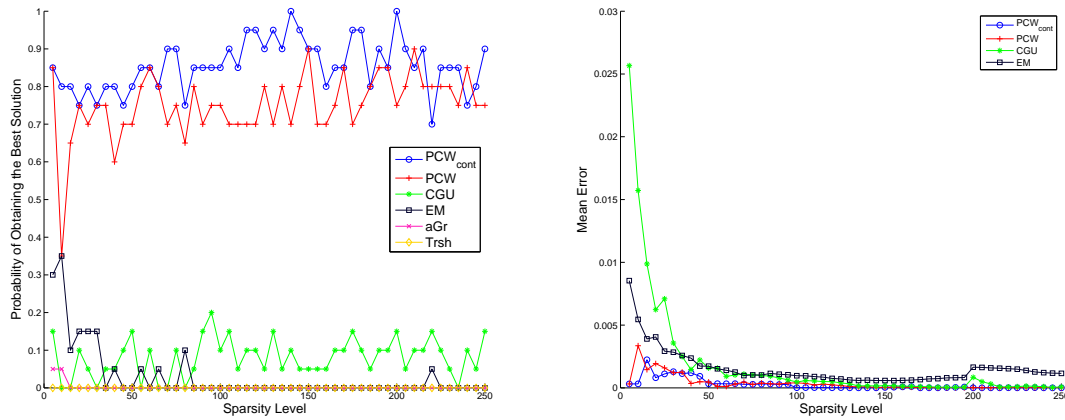 1
0.9
0.8
0.7
0.6
0.5
0.4
0.3
0.2
0.1
0
Probability of Obtaining the Best Solution
0 50 100 150 200 250
Sparsity Level
PCW_cont
PCW
CGU
EM
aGr
Trsh
0.03
0.025
0.02
0.015
0.01
0.005
0
Mean Error
0 50 100 150 200 250
Sparsity Level
PCW_cont
PCW
CGU
EM